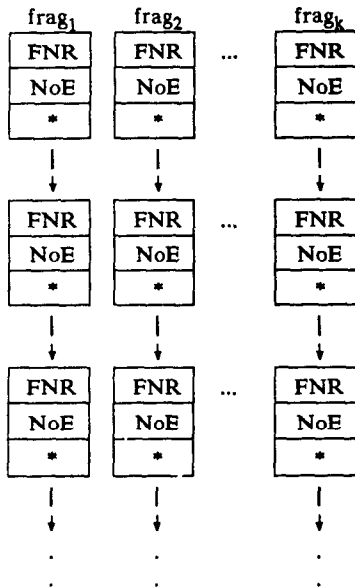 frag1 frag2 fragk
FNR FNR ... FNR
NoE NoE NoE
* * *
FNR FNR ... FNR
NoE NoE NoE
* * *
FNR FNR ... FNR
NoE NoE NoE
* * *
. . .
. . .